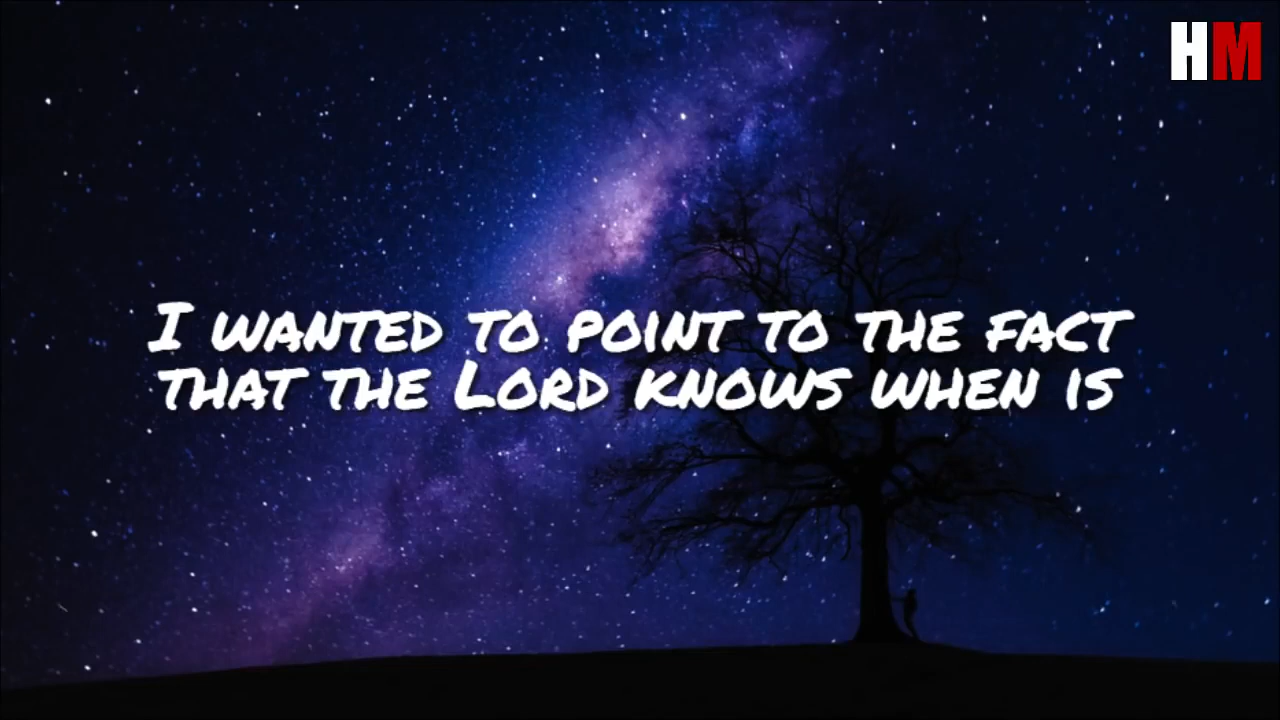 HM
I WANTED TO POINT TO THE FACT
THAT THE LORD KNOWS WHEN IS